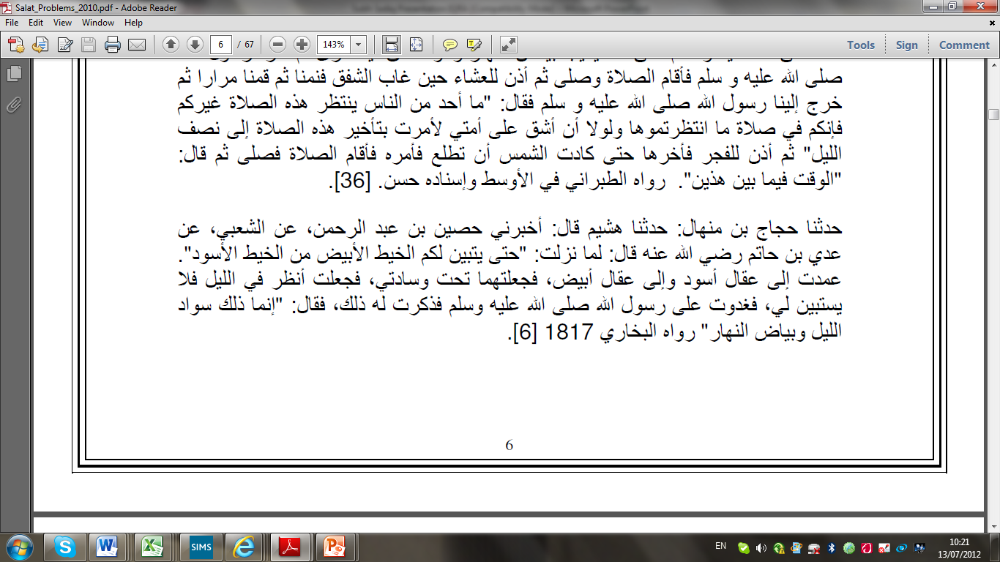 Salat_Problems_2010.pdf - Adobe Reader
File Edit View Window Help
6 / 67 143% Tools Sign Comment
صلى الله عليه و سلم فأقام الصلاة وصلى ثم أذن للعشاء حين غاب الشفق فنمنا ثم قمنا مرارا ثم
خرج إلينا رسول الله صلى الله عليه و سلم فقال: "ما أحد من الناس ينتظر هذه الصلاة غيركم
فإنكم في صلاة ما انتظرتموها ولولا أن أشق على أمتي لأمرت بتأخير هذه الصلاة إلى نصف
الليل" ثم أذن للفجر فأخرها حتى كادت الشمس أن تطلع فأمره فأقام الصلاة فصلى ثم قال:
"الوقت فيما بين هذين". رواه الطبراني في الأوسط وإسناده حسن. [36].
حدثنا حجاج بن منهال: حدثنا هشيم قال: أخبرني حصين بن عبد الرحمن، عن الشعبي، عن
عدي بن حاتم رضي الله عنه قال: لما نزلت: "حتى يتبين لكم الخيط الأبيض من الخيط الأسود".
عمدت إلى عقال أسود وإلى عقال أبيض، فجعلتهما تحت وسادتي، فجعلت أنظر في الليل فلا
يستبين لي، فغدوت على رسول الله صلى الله عليه وسلم فذكرت له ذلك، فقال: "إنما ذلك سواد
الليل وبياض النهار" رواه البخاري 1817 [6].
6
SIMS
EN 10:21
13/07/2012